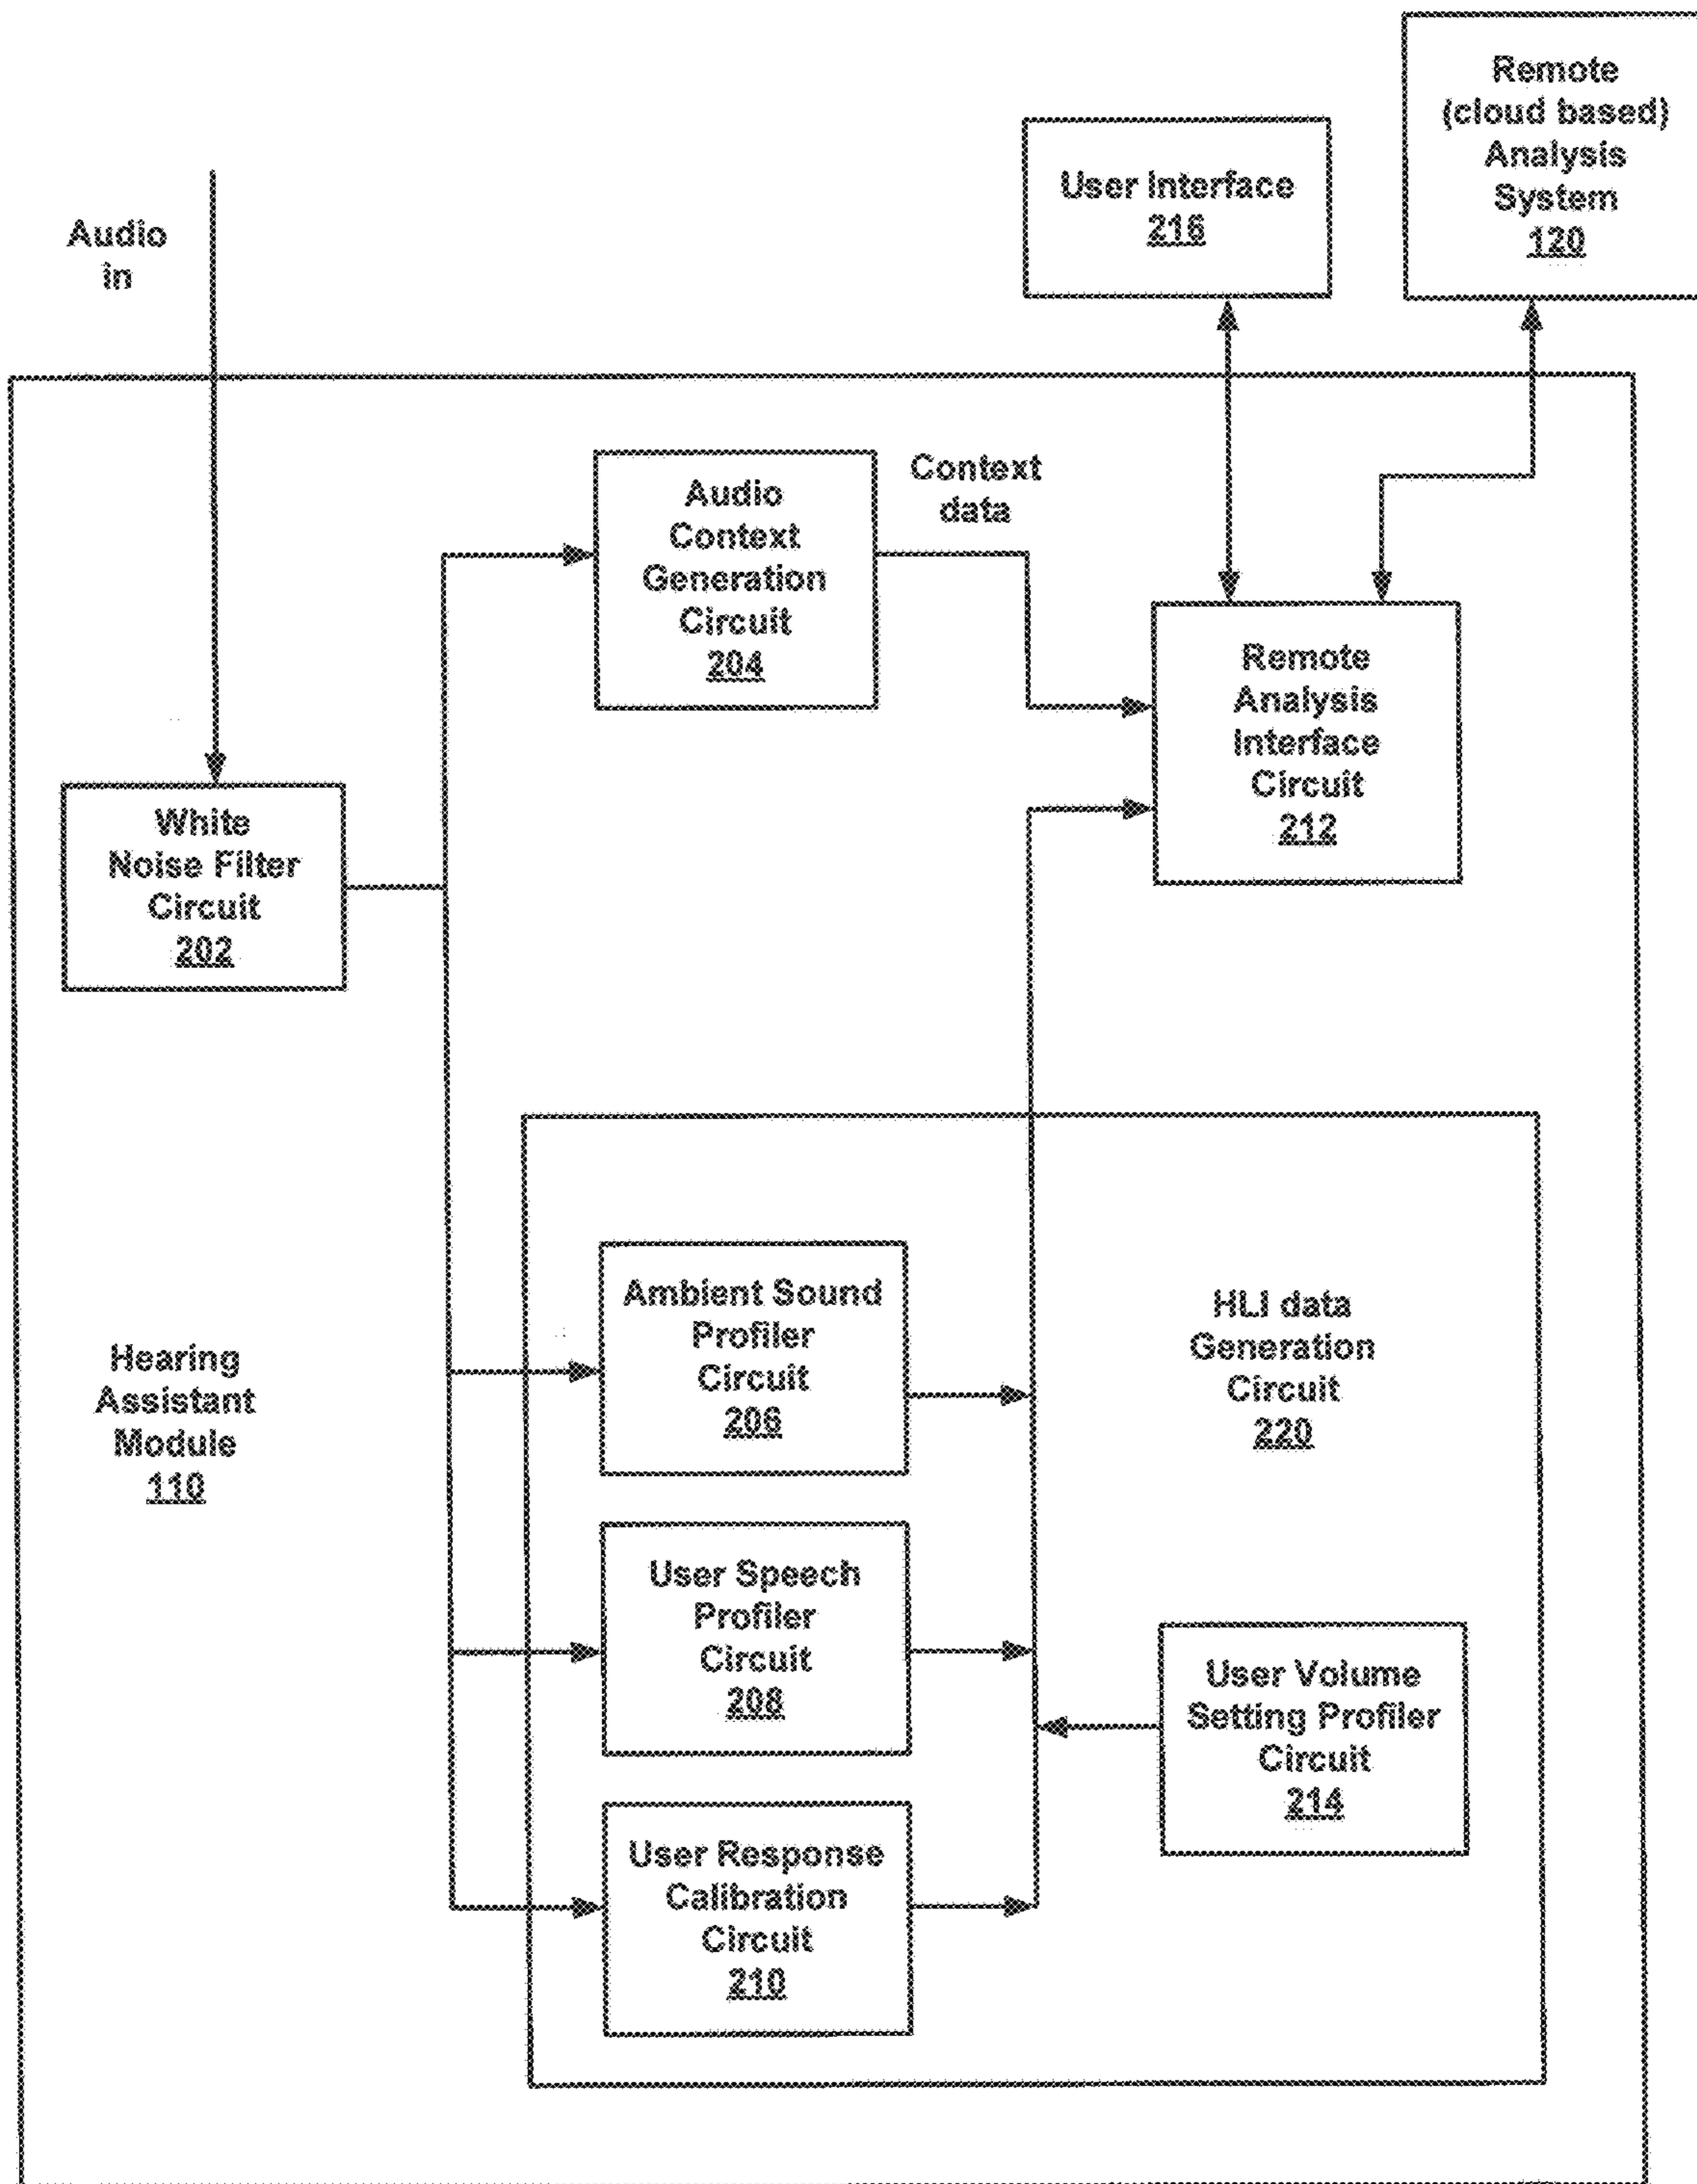 Remote
(cloud based)
Analysis
System
120
User Interface
216
Audio
in
Audio
Context
Generation
Circuit
204
Context
data
Remote
Analysis
Interface
Circuit
212
White
Noise Filter
Circuit
202
Hearing
Assistant
Module
110
Ambient Sound
Profiler
Circuit
206
HLI data
Generation
Circuit
220
User Speech
Profiler
Circuit
208
User Volume
Setting Profiler
Circuit
214
User Response
Calibration
Circuit
210